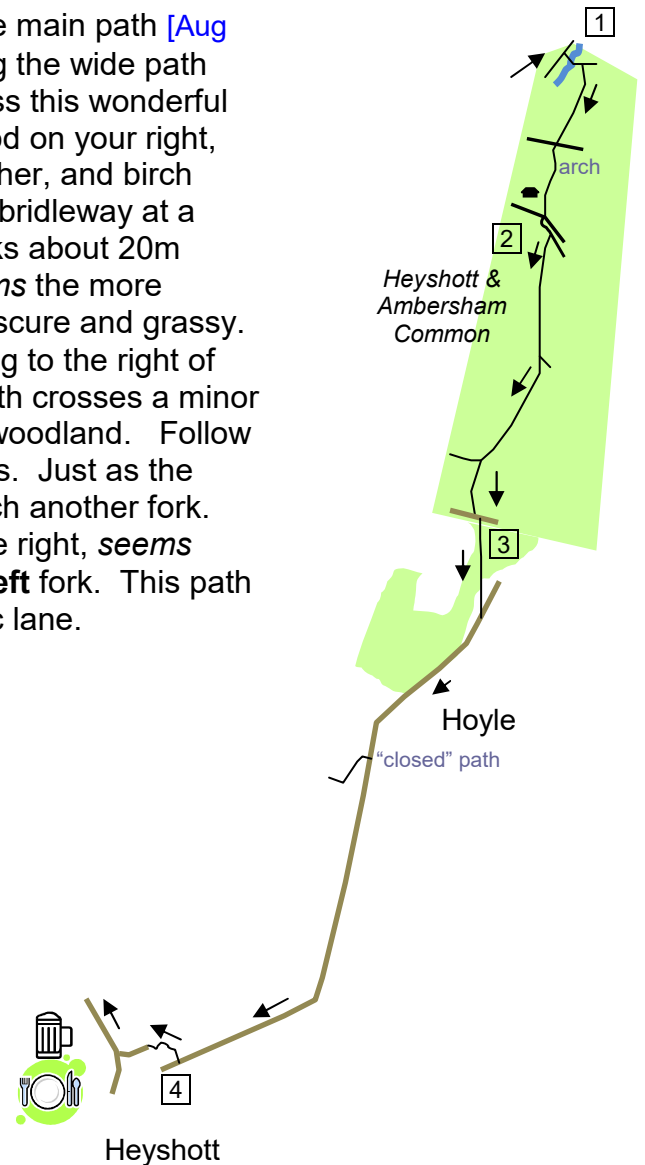 e main path [Aug
g the wide path
ss this wonderful
od on your right,
her, and birch
bridleway at a
ks about 20m
ns the more
scure and grassy.
g to the right of
th crosses a minor
woodland. Follow
s. Just as the
ch another fork.
e right, seems
eft fork. This path
c lane.
1
arch
2
Heyshott &
Ambersham
Common
3
Hoyle
“closed” path
4
Heyshott